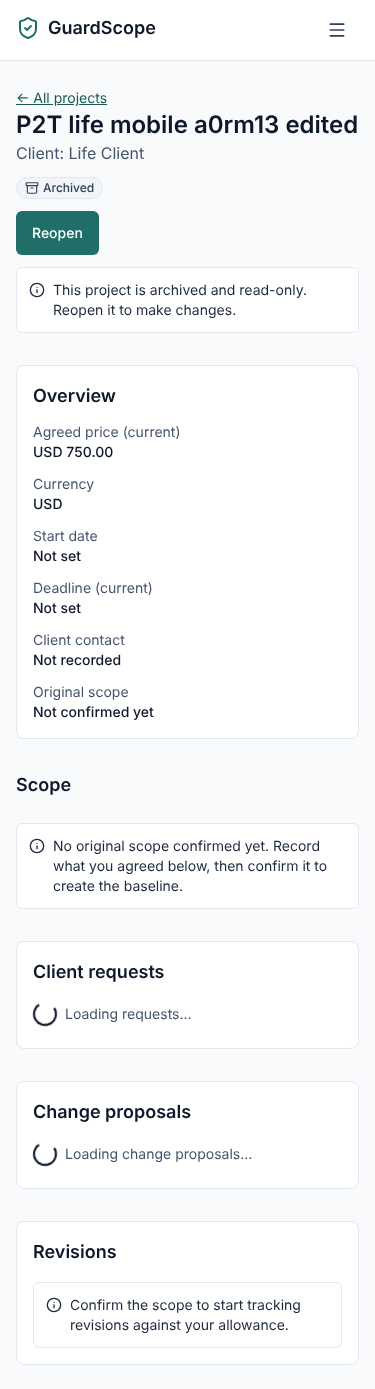 GuardScope
← All projects
P2T life mobile a0rm13 edited
Client: Life Client
Archived
Reopen
This project is archived and read-only.
Reopen it to make changes.
Overview
Agreed price (current)
USD 750.00
Currency
USD
Start date
Not set
Deadline (current)
Not set
Client contact
Not recorded
Original scope
Not confirmed yet
Scope
No original scope confirmed yet. Record
what you agreed below, then confirm it to
create the baseline.
Client requests
Loading requests...
Change proposals
Loading change proposals...
Revisions
Confirm the scope to start tracking
revisions against your allowance.